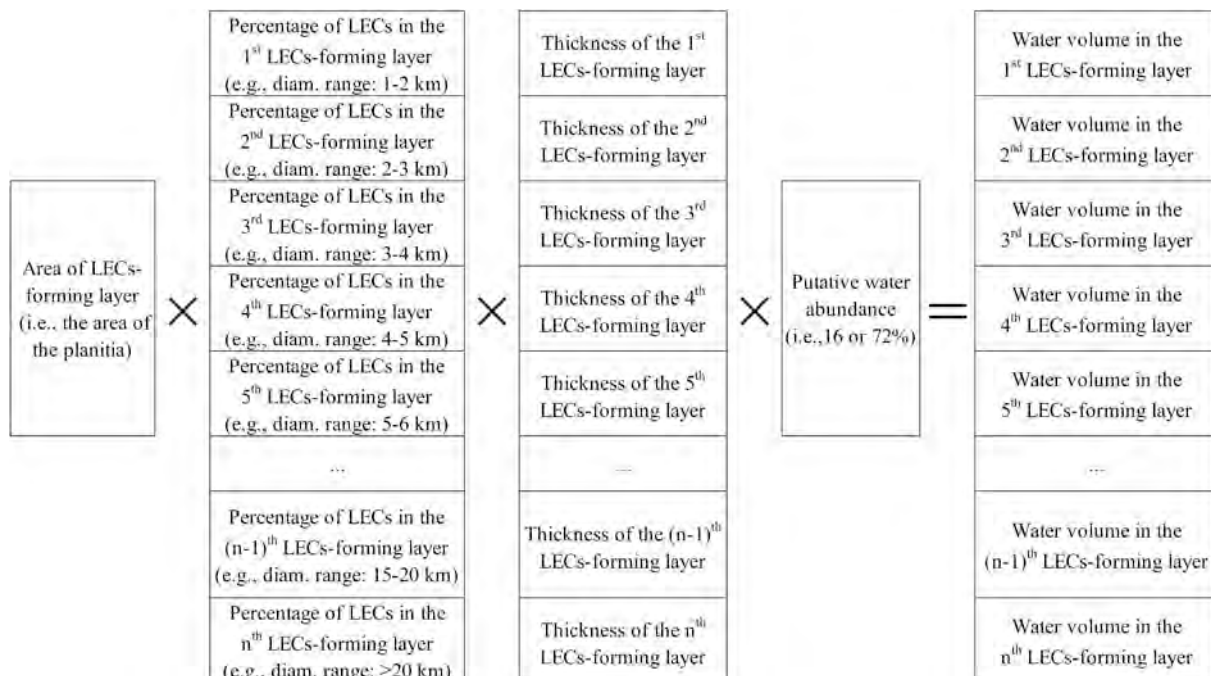 Area of LECs-
forming layer
(i.e., the area of
the planitia)
×
Percentage of LECs in the
1st LECs-forming layer
(e.g., diam. range: 1-2 km)
Percentage of LECs in the
2nd LECs-forming layer
(e.g., diam. range: 2-3 km)
Percentage of LECs in the
3rd LECs-forming layer
(e.g., diam. range: 3-4 km)
Percentage of LECs in the
4th LECs-forming layer
(e.g., diam. range: 4-5 km)
Percentage of LECs in the
5th LECs-forming layer
(e.g., diam. range: 5-6 km)
...
Percentage of LECs in the
(n-1)th LECs-forming layer
(e.g., diam. range: 15-20 km)
Percentage of LECs in the
nth LECs-forming layer
(e.g., diam. range: >20 km)
×
Thickness of the 1st
LECs-forming layer
Thickness of the 2nd
LECs-forming layer
Thickness of the 3rd
LECs-forming layer
Thickness of the 4th
LECs-forming layer
Thickness of the 5th
LECs-forming layer
...
Thickness of the (n-1)th
LECs-forming layer
Thickness of the nth
LECs-forming layer
×
Putative water
abundance
(i.e.,16 or 72%)
=
Water volume in the
1st LECs-forming layer
Water volume in the
2nd LECs-forming layer
Water volume in the
3rd LECs-forming layer
Water volume in the
4th LECs-forming layer
Water volume in the
5th LECs-forming layer
...
Water volume in the
(n-1)th LECs-forming layer
Water volume in the
nth LECs-forming layer